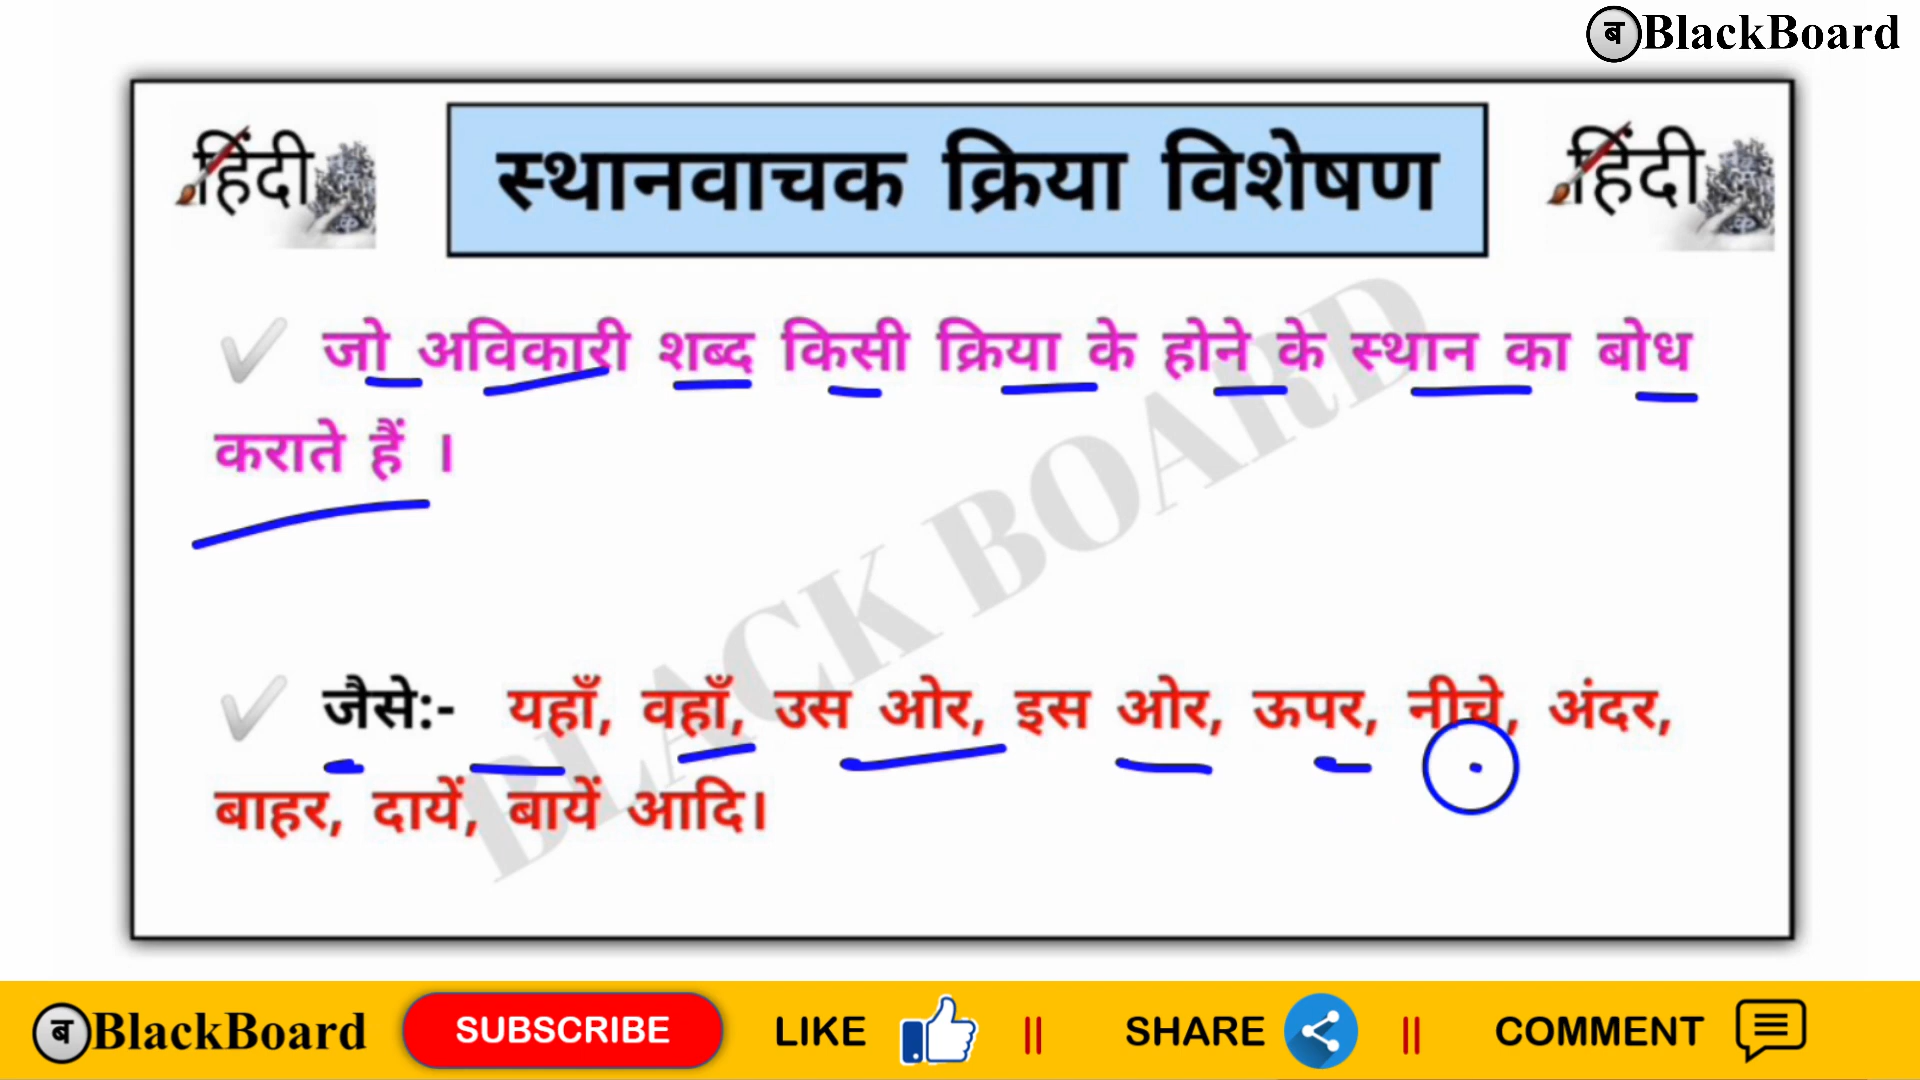 ब BlackBoard
हिंदी
स्थानवाचक क्रिया विशेषण
हिंदी
जो अविकारी शब्द किसी क्रिया के होने के स्थान का बोध
कराते हैं ।
BLACK BOARD
जैसे:- यहाँ, वहाँ, उस ओर, इस ओर, ऊपर, नीचे, अंदर,
बाहर, दायें, बायें आदि।
ब BlackBoard SUBSCRIBE LIKE || SHARE || COMMENT